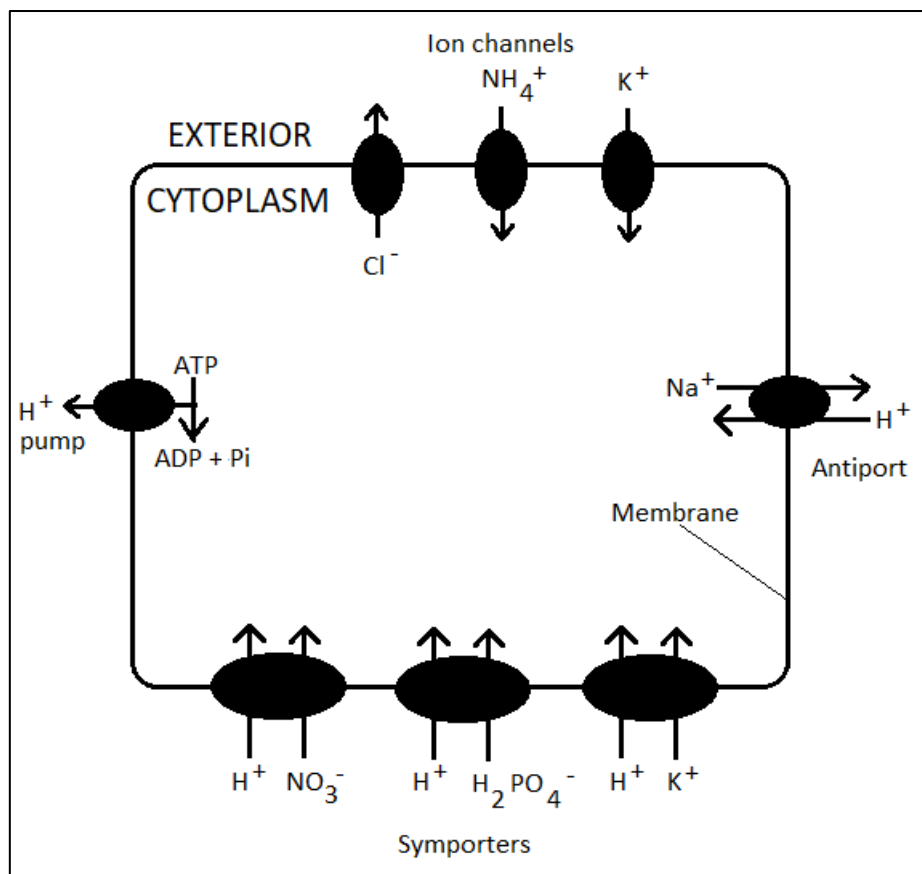 Ion channels
NH₄⁺ K⁺
EXTERIOR
CYTOPLASM
Cl⁻
ATP
H⁺
pump
ADP + Pi
Na⁺
H⁺
Antiport
Membrane
H⁺ NO₃⁻ H⁺ H₂PO₄⁻ H⁺ K⁺
Symporters